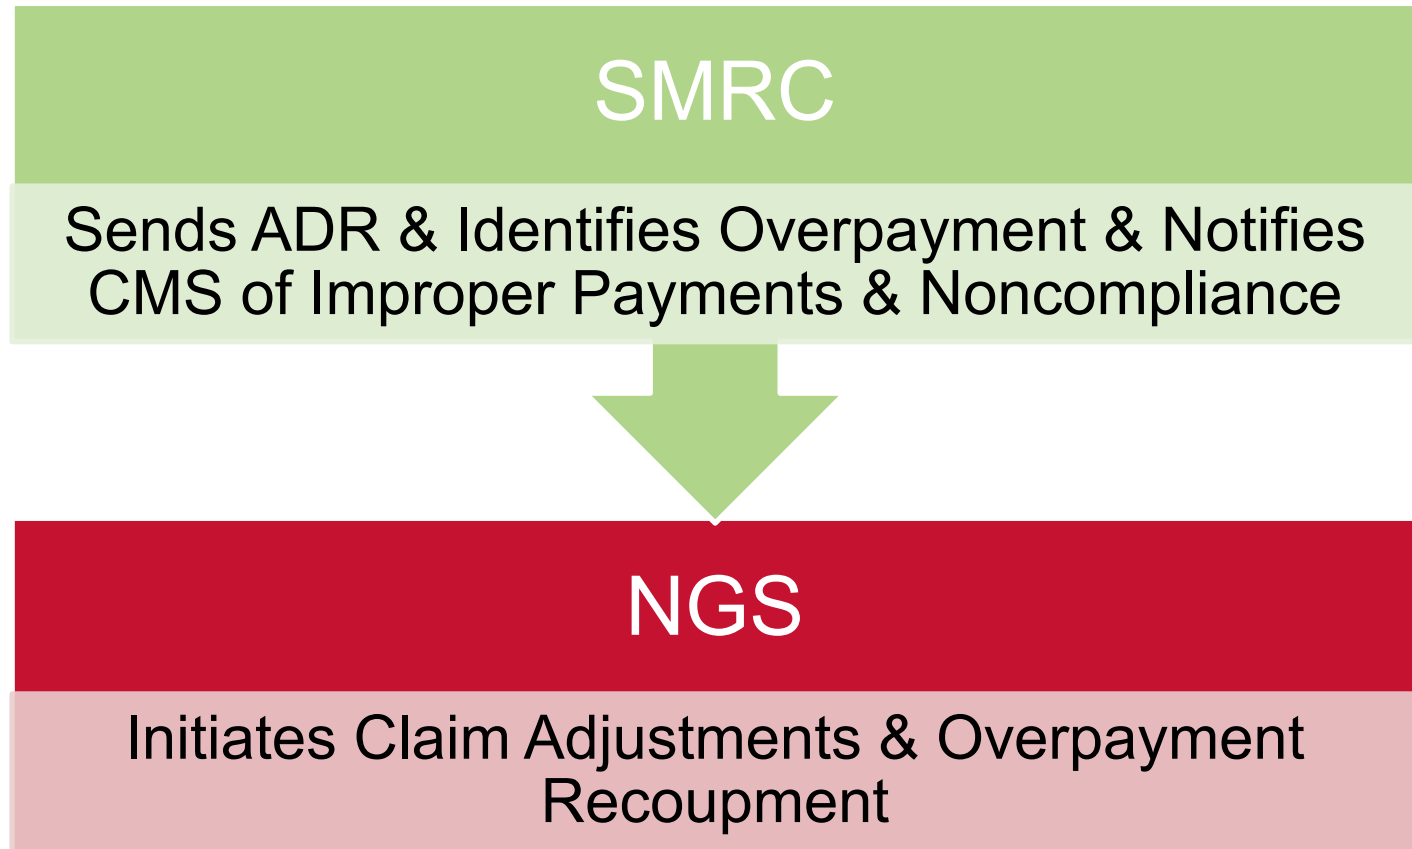 SMRC
Sends ADR & Identifies Overpayment & Notifies
CMS of Improper Payments & Noncompliance
NGS
Initiates Claim Adjustments & Overpayment
Recoupment